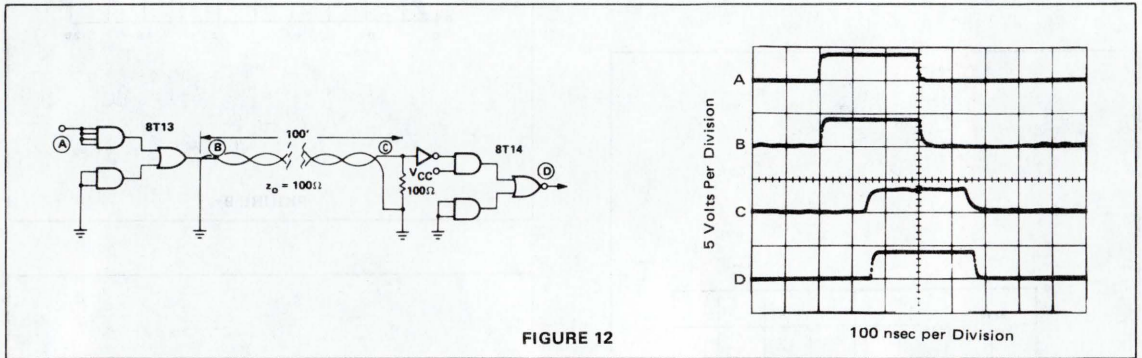 A
8T13
B
100'
z₀ = 100Ω
C
VCC
100Ω
8T14
D
FIGURE 12
5 Volts Per Division
A
B
C
D
100 nsec per Division